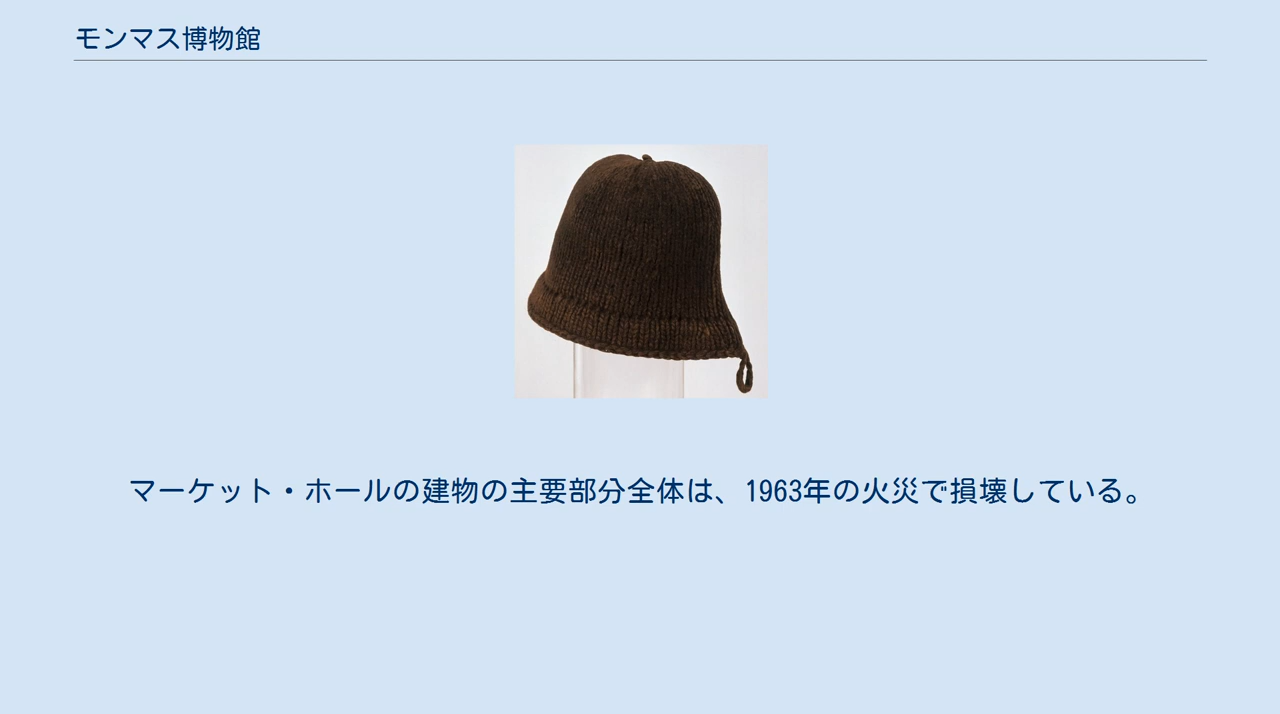 モンマス博物館
マーケット・ホールの建物の主要部分全体は、1963年の火災で損壊している。